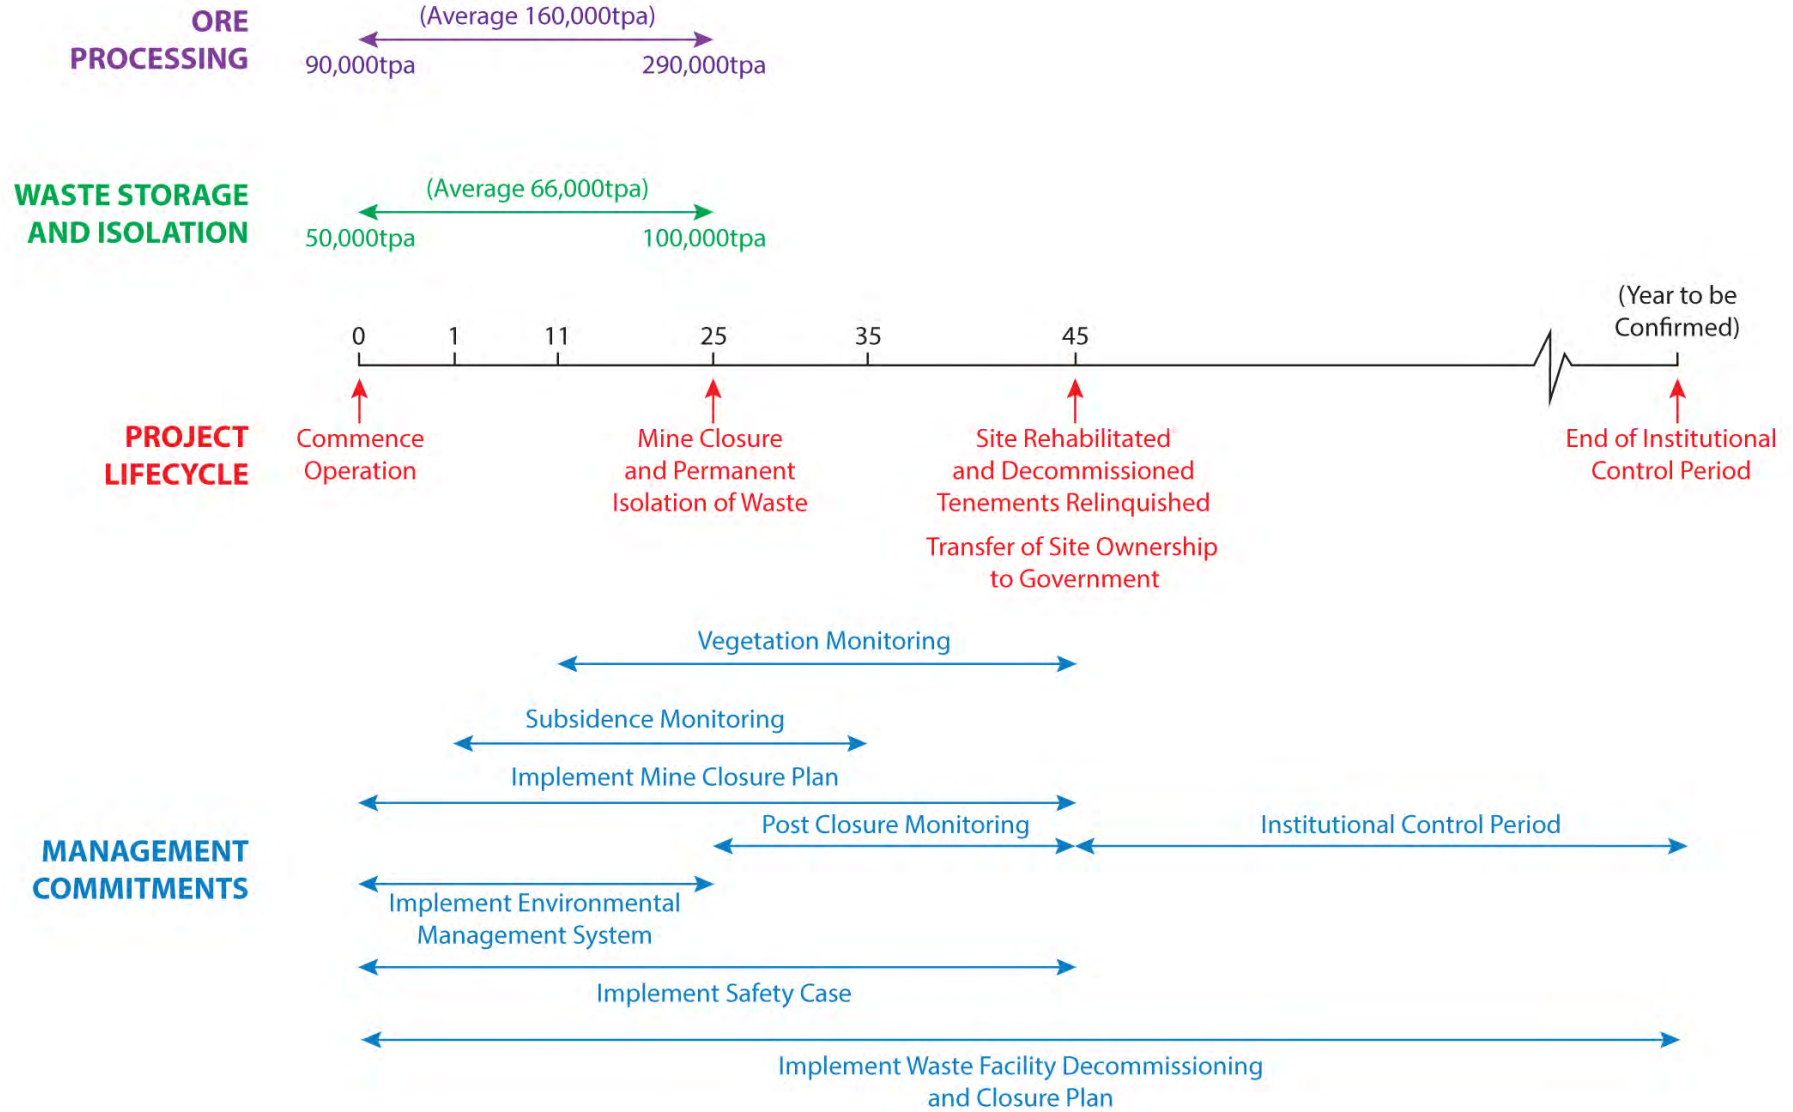 ORE
PROCESSING
(Average 160,000tpa)
90,000tpa
290,000tpa
WASTE STORAGE
AND ISOLATION
(Average 66,000tpa)
50,000tpa
100,000tpa
0
1
11
25
35
45
(Year to be
Confirmed)
PROJECT
LIFECYCLE
Commence
Operation
Mine Closure
and Permanent
Isolation of Waste
Site Rehabilitated
and Decommissioned
Tenements Relinquished
Transfer of Site Ownership
to Government
End of Institutional
Control Period
MANAGEMENT
COMMITMENTS
Vegetation Monitoring
Subsidence Monitoring
Implement Mine Closure Plan
Post Closure Monitoring
Institutional Control Period
Implement Environmental
Management System
Implement Safety Case
Implement Waste Facility Decommissioning
and Closure Plan